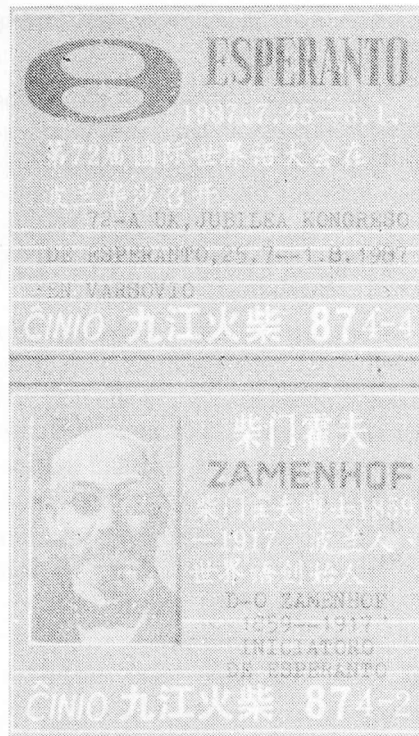 ESPERANTO
1987.7.25—8.1.
第72届国际世界语大会在
波兰华沙召开
72-A UK,JUBILEA KONGRESO
DE ESPERANTO,25.7--1.8.1987
EN VARSOVIO
ĈINIO 九江火柴 874-4
柴门霍夫
ZAMENHOF
柴门霍夫博士1859
—1917 波兰人、
世界语创始人
D-O ZAMENHOF
1859--1917
INICIATORO
DE ESPERANTO
ĈINIO 九江火柴 874-2